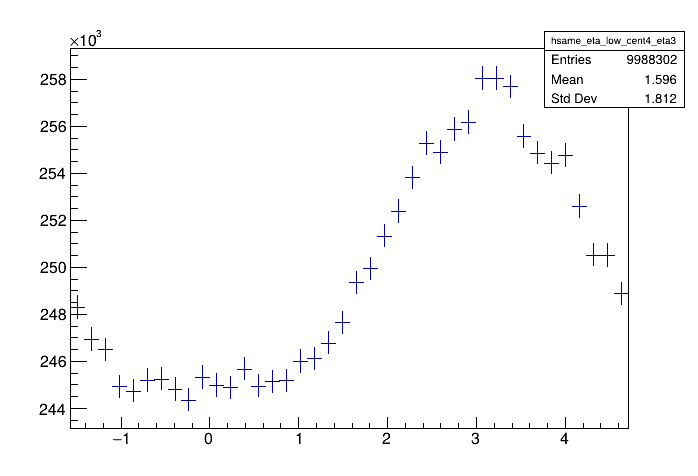 ×10³
hsame_eta_low_cent4_eta3
Entries 9988302
Mean 1.596
Std Dev 1.812
258
256
254
252
250
248
246
244
−1 0 1 2 3 4